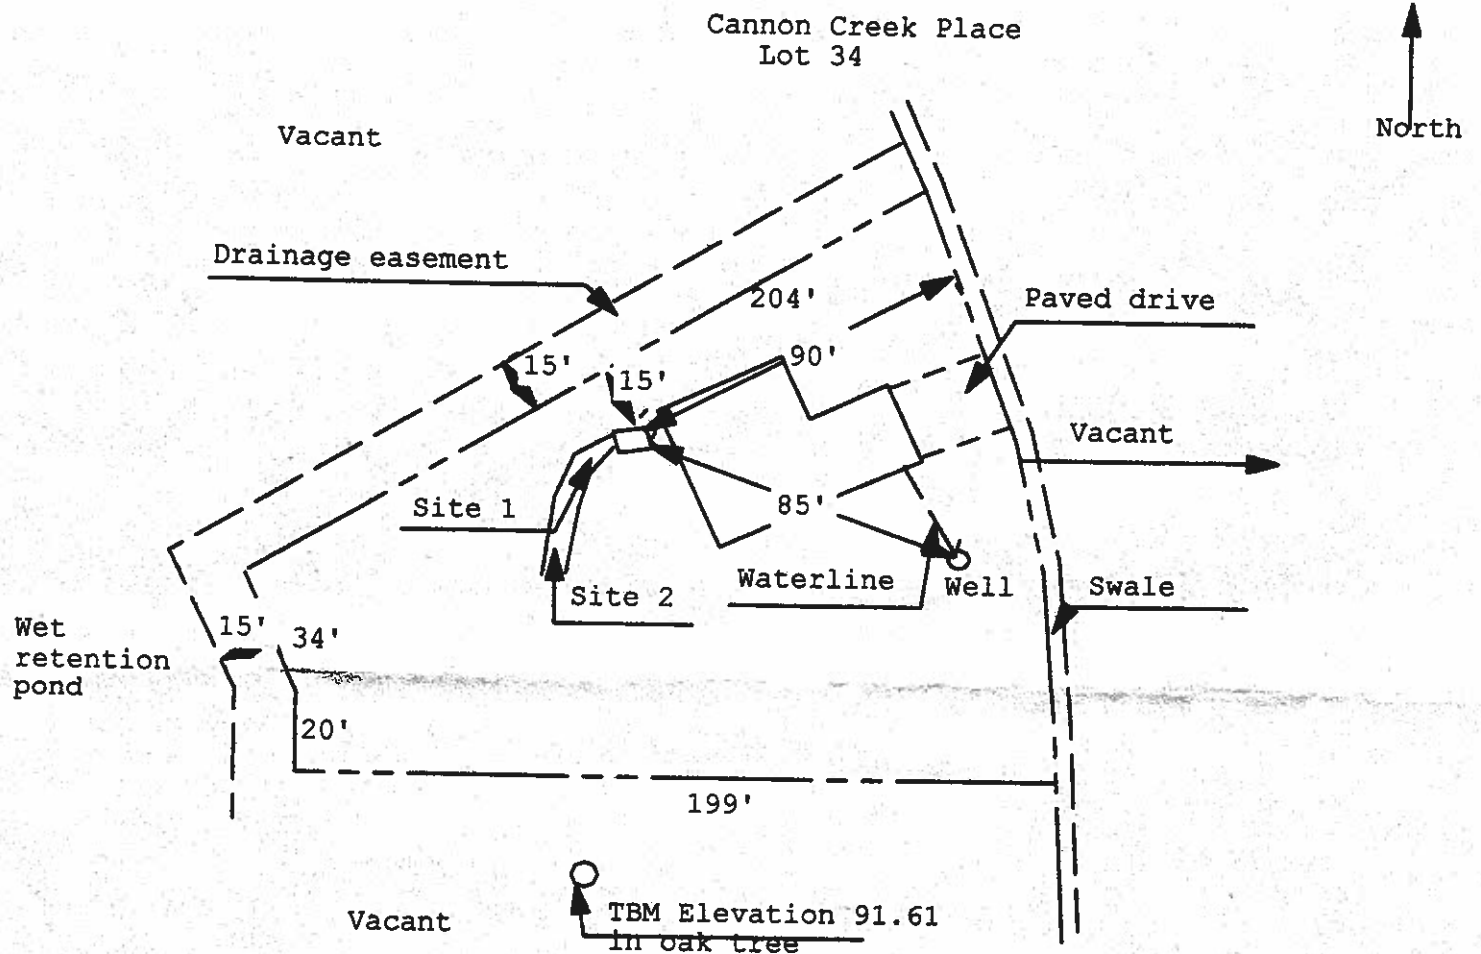 Cannon Creek Place
Lot 34
North
Vacant
Drainage easement
204'
Paved drive
90'
15'
15'
Vacant
Site 1
85'
Waterline
Well
Swale
Site 2
Wet
retention
pond
15'
34'
20'
199'
Vacant
TBM Elevation 91.61
in oak tree